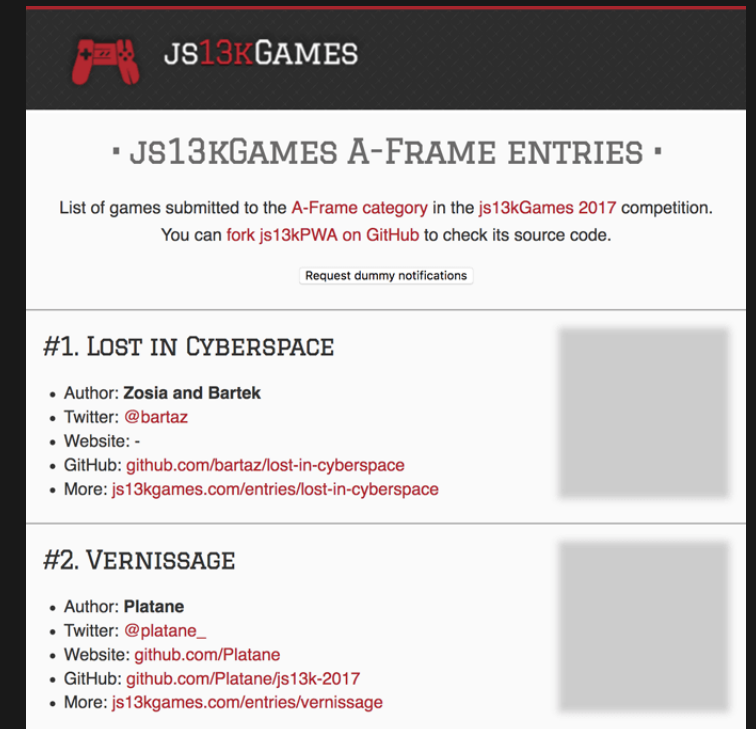 js13kGames
· js13kGames A-Frame entries ·
List of games submitted to the A-Frame category in the js13kGames 2017 competition.
You can fork js13kPWA on GitHub to check its source code.
Request dummy notifications
#1. Lost in Cyberspace
• Author: Zosia and Bartek
• Twitter: @bartaz
• Website: -
• GitHub: github.com/bartaz/lost-in-cyberspace
• More: js13kgames.com/entries/lost-in-cyberspace
#2. Vernissage
• Author: Platane
• Twitter: @platane_
• Website: github.com/Platane
• GitHub: github.com/Platane/js13k-2017
• More: js13kgames.com/entries/vernissage